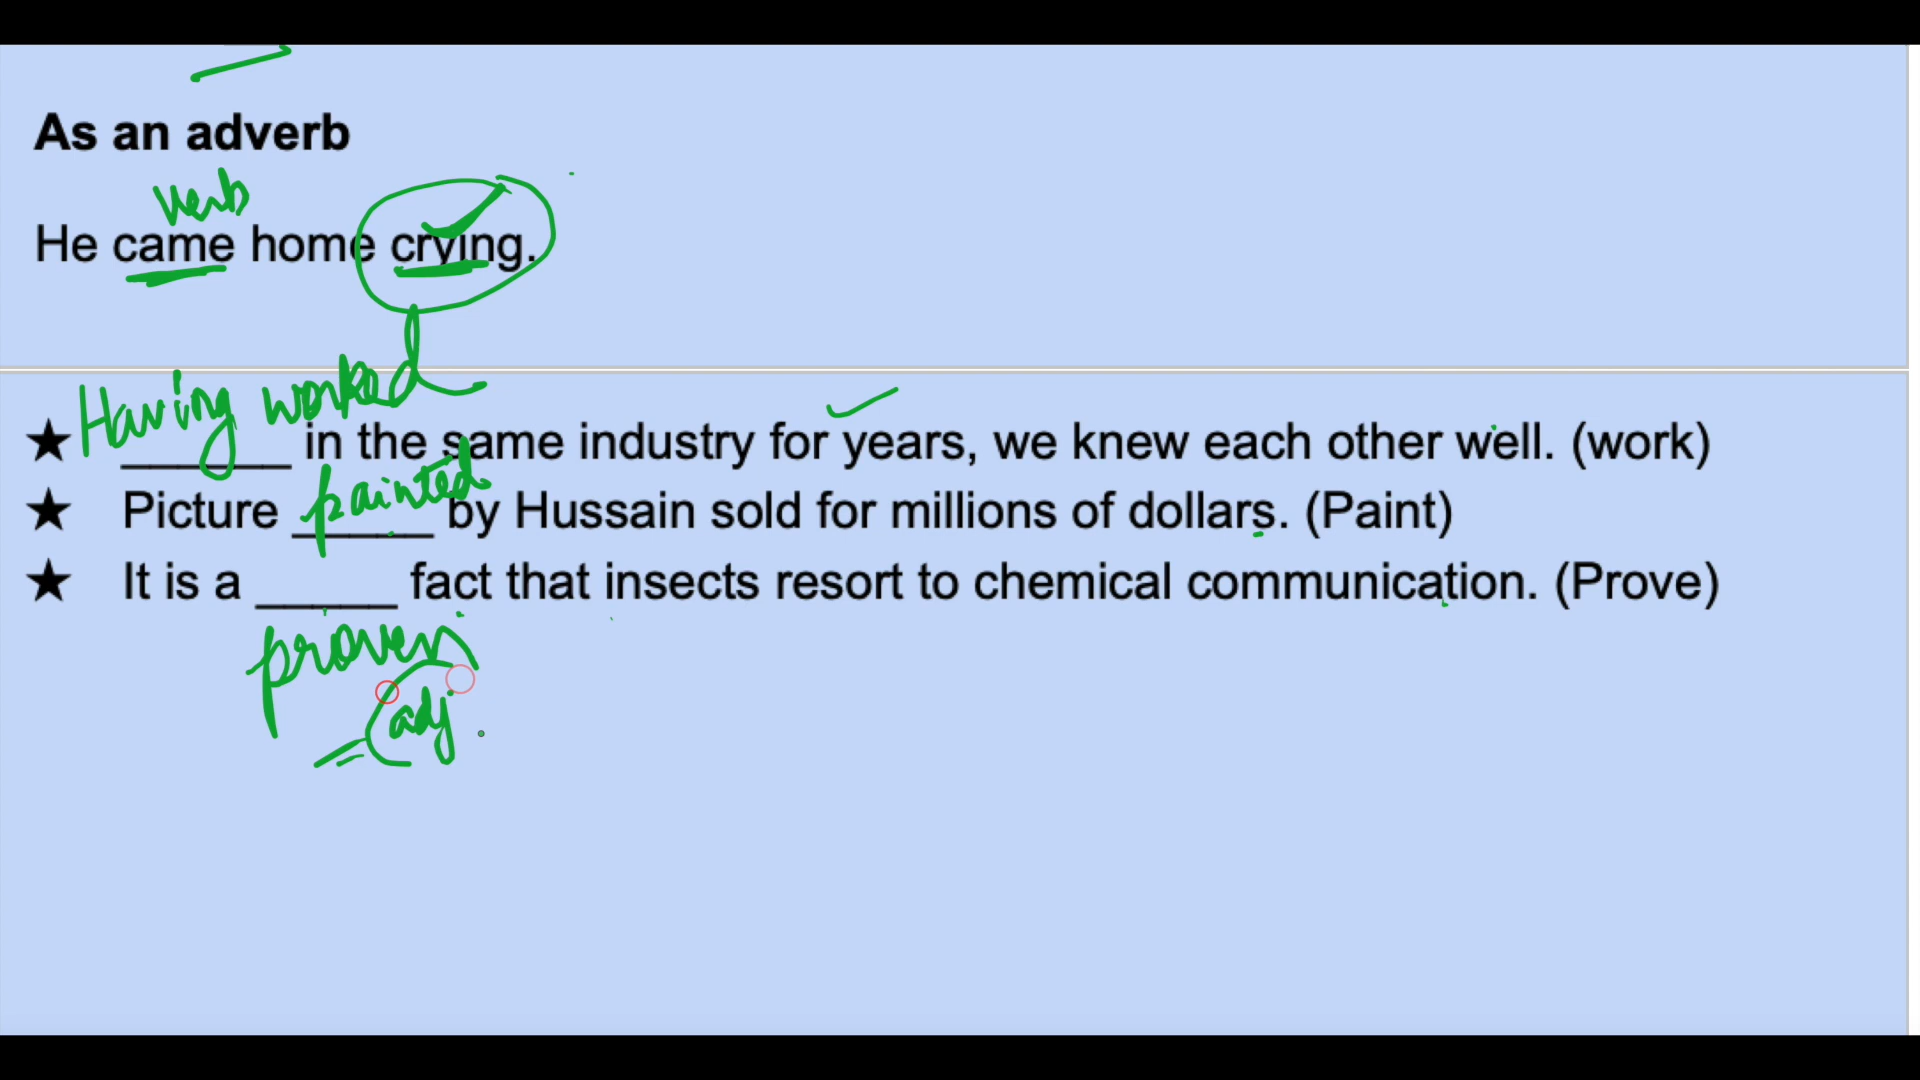 As an adverb
verb
He came home crying.
Having worked
★ _______ in the same industry for years, we knew each other well. (work)
painted
★ Picture ______ by Hussain sold for millions of dollars. (Paint)
★ It is a ______ fact that insects resort to chemical communication. (Prove)
proven
adj.